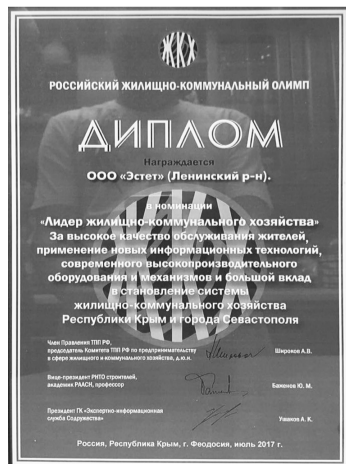 ЖКХ
РОССИЙСКИЙ ЖИЛИЩНО-КОММУНАЛЬНЫЙ ОЛИМП
ДИПЛОМ
Награждается
ООО «Эстет» (Ленинский р-н).
в номинации
«Лидер жилищно-коммунального хозяйства»
За высокое качество обслуживания жителей,
применение новых информационных технологий,
современного высокопроизводительного
оборудования и механизмов и большой вклад
в становление системы
жилищно-коммунального хозяйства
Республики Крым и города Севастополя
Член Правления ТПП РФ,
председатель Комитета ТПП РФ по предпринимательству
в сфере жилищного и коммунального хозяйства, д.ю.н. Широков А.В.
Вице-президент РНТО строителей,
академик РААСН, профессор Баженов Ю. М.
Президент ГК «Экспертно-информационная
служба Содружества» Ушаков А. К.
Россия, Республика Крым, г. Феодосия, июль 2017 г.